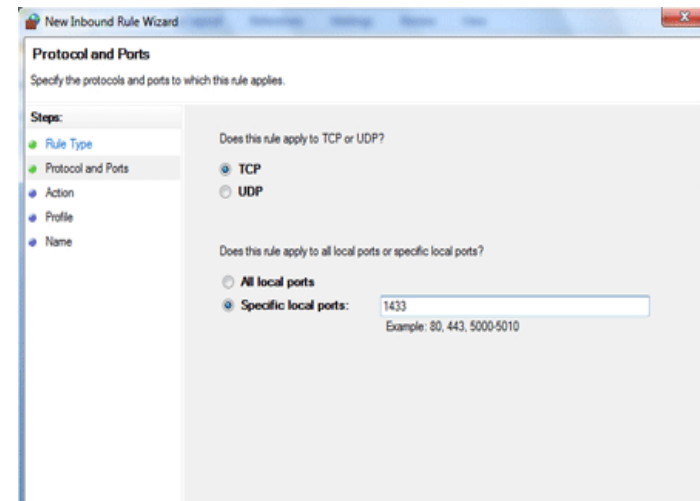 New Inbound Rule Wizard
Protocol and Ports
Specify the protocols and ports to which this rule applies.
Steps:
Rule Type
Protocol and Ports
Action
Profile
Name
Does this rule apply to TCP or UDP?
TCP
UDP
Does this rule apply to all local ports or specific local ports?
All local ports
Specific local ports: 1433
Example: 80, 443, 5000-5010